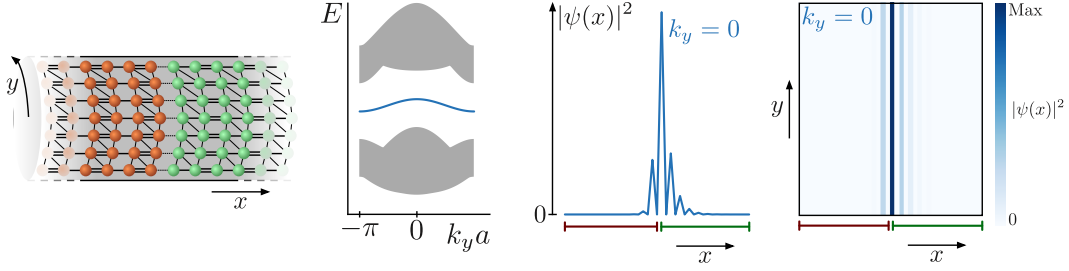 y
x
E
−π
0
k_y a
|ψ(x)|²
k_y = 0
0
x
k_y = 0
y
x
Max
|ψ(x)|²
0